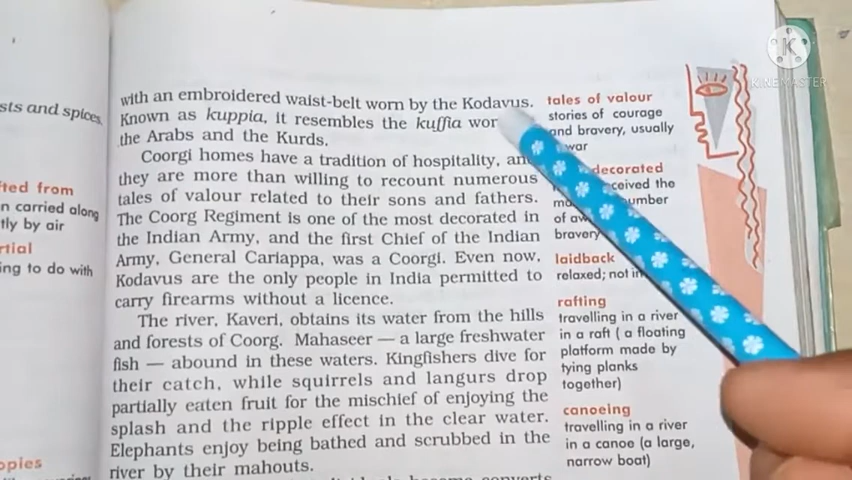 sts and spices,
fted from
n carried along
tly by air
rtial
ing to do with
opies
with an embroidered waist-belt worn by the Kodavus.
Known as kuppia, it resembles the kuffia wor
the Arabs and the Kurds.
Coorgi homes have a tradition of hospitality, an
they are more than willing to recount numerous
tales of valour related to their sons and fathers.
The Coorg Regiment is one of the most decorated in
the Indian Army, and the first Chief of the Indian
Army, General Cariappa, was a Coorgi. Even now,
Kodavus are the only people in India permitted to
carry firearms without a licence.
The river, Kaveri, obtains its water from the hills
and forests of Coorg. Mahaseer — a large freshwater
fish — abound in these waters. Kingfishers dive for
their catch, while squirrels and langurs drop
partially eaten fruit for the mischief of enjoying the
splash and the ripple effect in the clear water.
Elephants enjoy being bathed and scrubbed in the
river by their mahouts.
become converts
tales of valour
stories of courage
and bravery, usually
war
decorated
ceived the
umber
of aw
bravery
laidback
relaxed; not in
rafting
travelling in a river
in a raft ( a floating
platform made by
tying planks
together)
canoeing
travelling in a river
in a canoe (a large,
narrow boat)
K
KINEMASTER